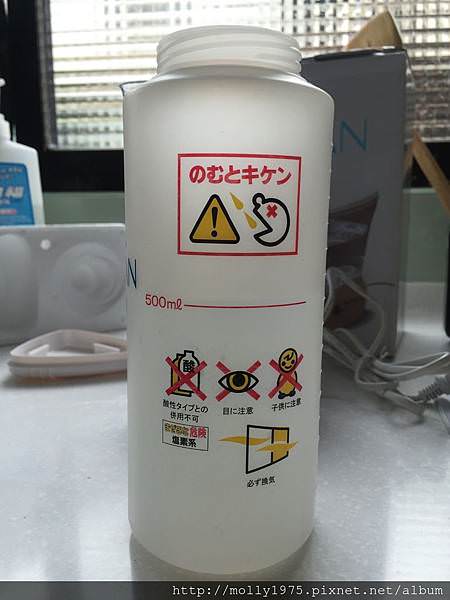 のむとキケン
500ml
酸
酸性タイプとの
併用不可
目に注意
子供に注意
まぜると危険
塩素系
必ず換気
http://molly1975.pixnet.net/album